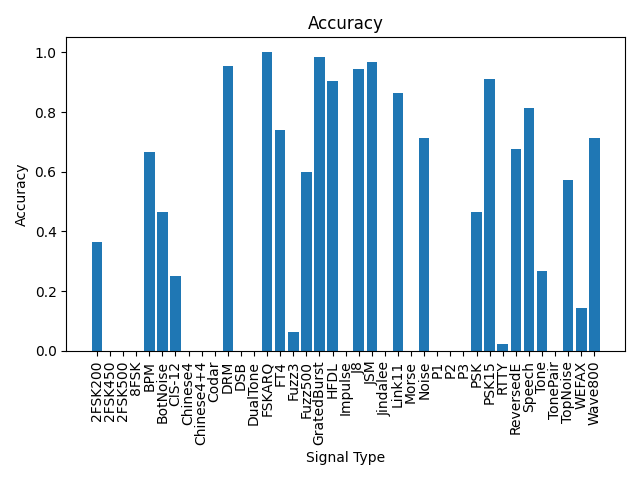 Accuracy
1.0
0.8
0.6
0.4
0.2
0.0
Accuracy
2FSK200
2FSK450
2FSK500
8FSK
BPM
BotNoise
CIS-12
Chinese4
Chinese4+4
Codar
DRM
DSB
DualTone
FSKARQ
FT4
Fuzz3
Fuzz500
GratedBurst
HFDL
Impulse
J8
JSM
Jindalee
Link11
Morse
Noise
P1
P2
P3
PSK
PSK15
RTTY
ReversedE
Speech
Tone
TonePair
TopNoise
WEFAX
Wave800
Signal Type